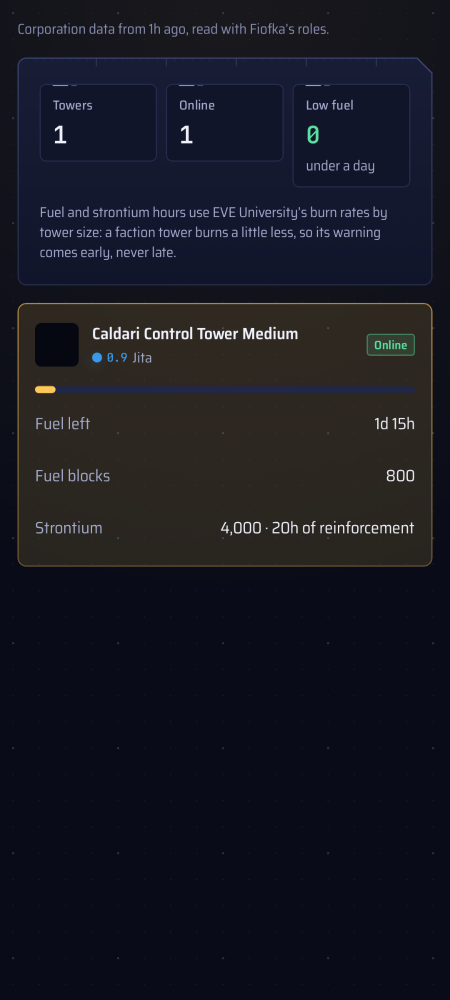 Corporation data from 1h ago, read with Fiofka's roles.
Towers
1
Online
1
Low fuel
0
under a day
Fuel and strontium hours use EVE University's burn rates by
tower size: a faction tower burns a little less, so its warning
comes early, never late.
Caldari Control Tower Medium
0.9 Jita
Online
Fuel left 1d 15h
Fuel blocks 800
Strontium 4,000 · 20h of reinforcement